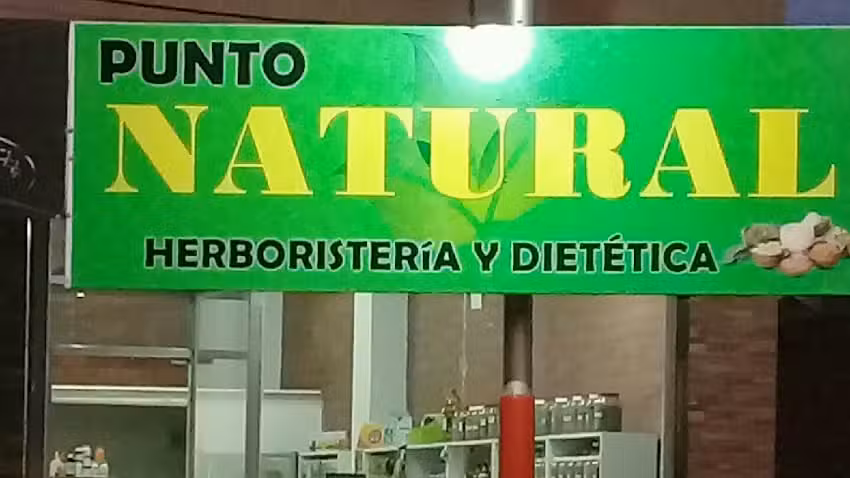 PUNTO
NATURAL
HERBORISTERíA Y DIETÉTICA